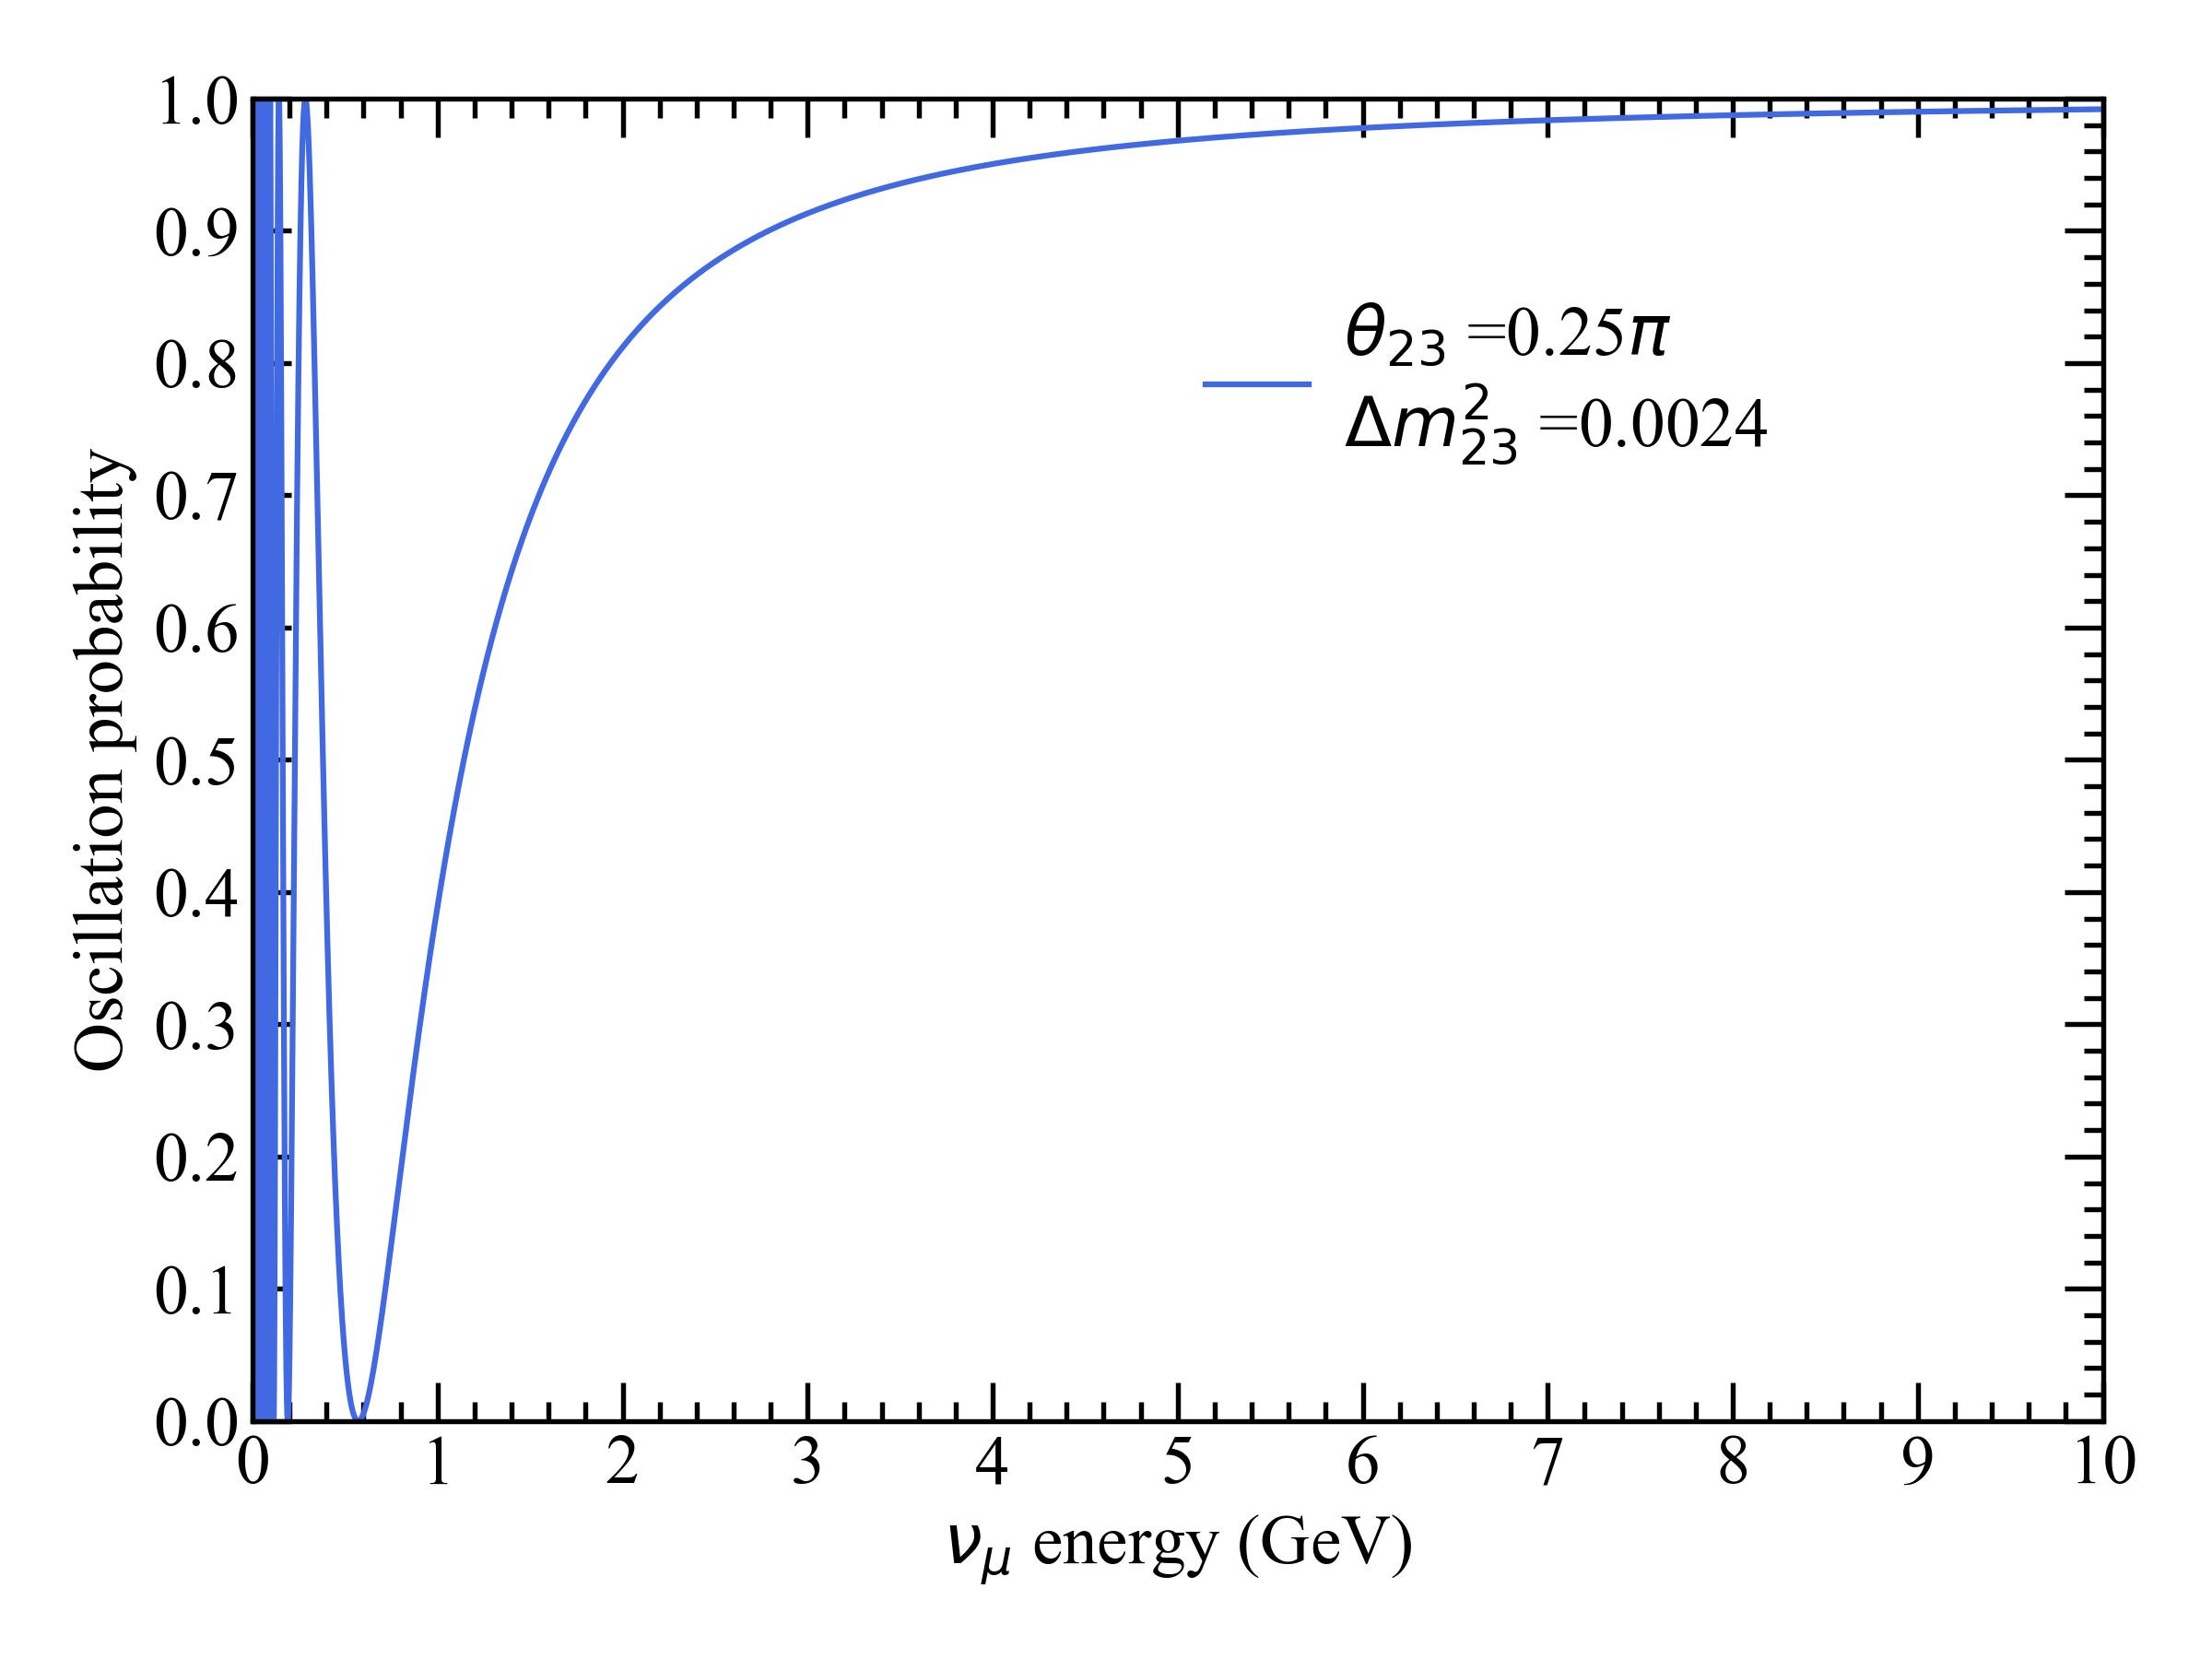 1.0
0.9
0.8
0.7
0.6
0.5
0.4
0.3
0.2
0.1
0.0
Oscillation probability
θ₂₃ =0.25π
Δm²₂₃ =0.0024
0 1 2 3 4 5 6 7 8 9 10
ν_μ energy (GeV)